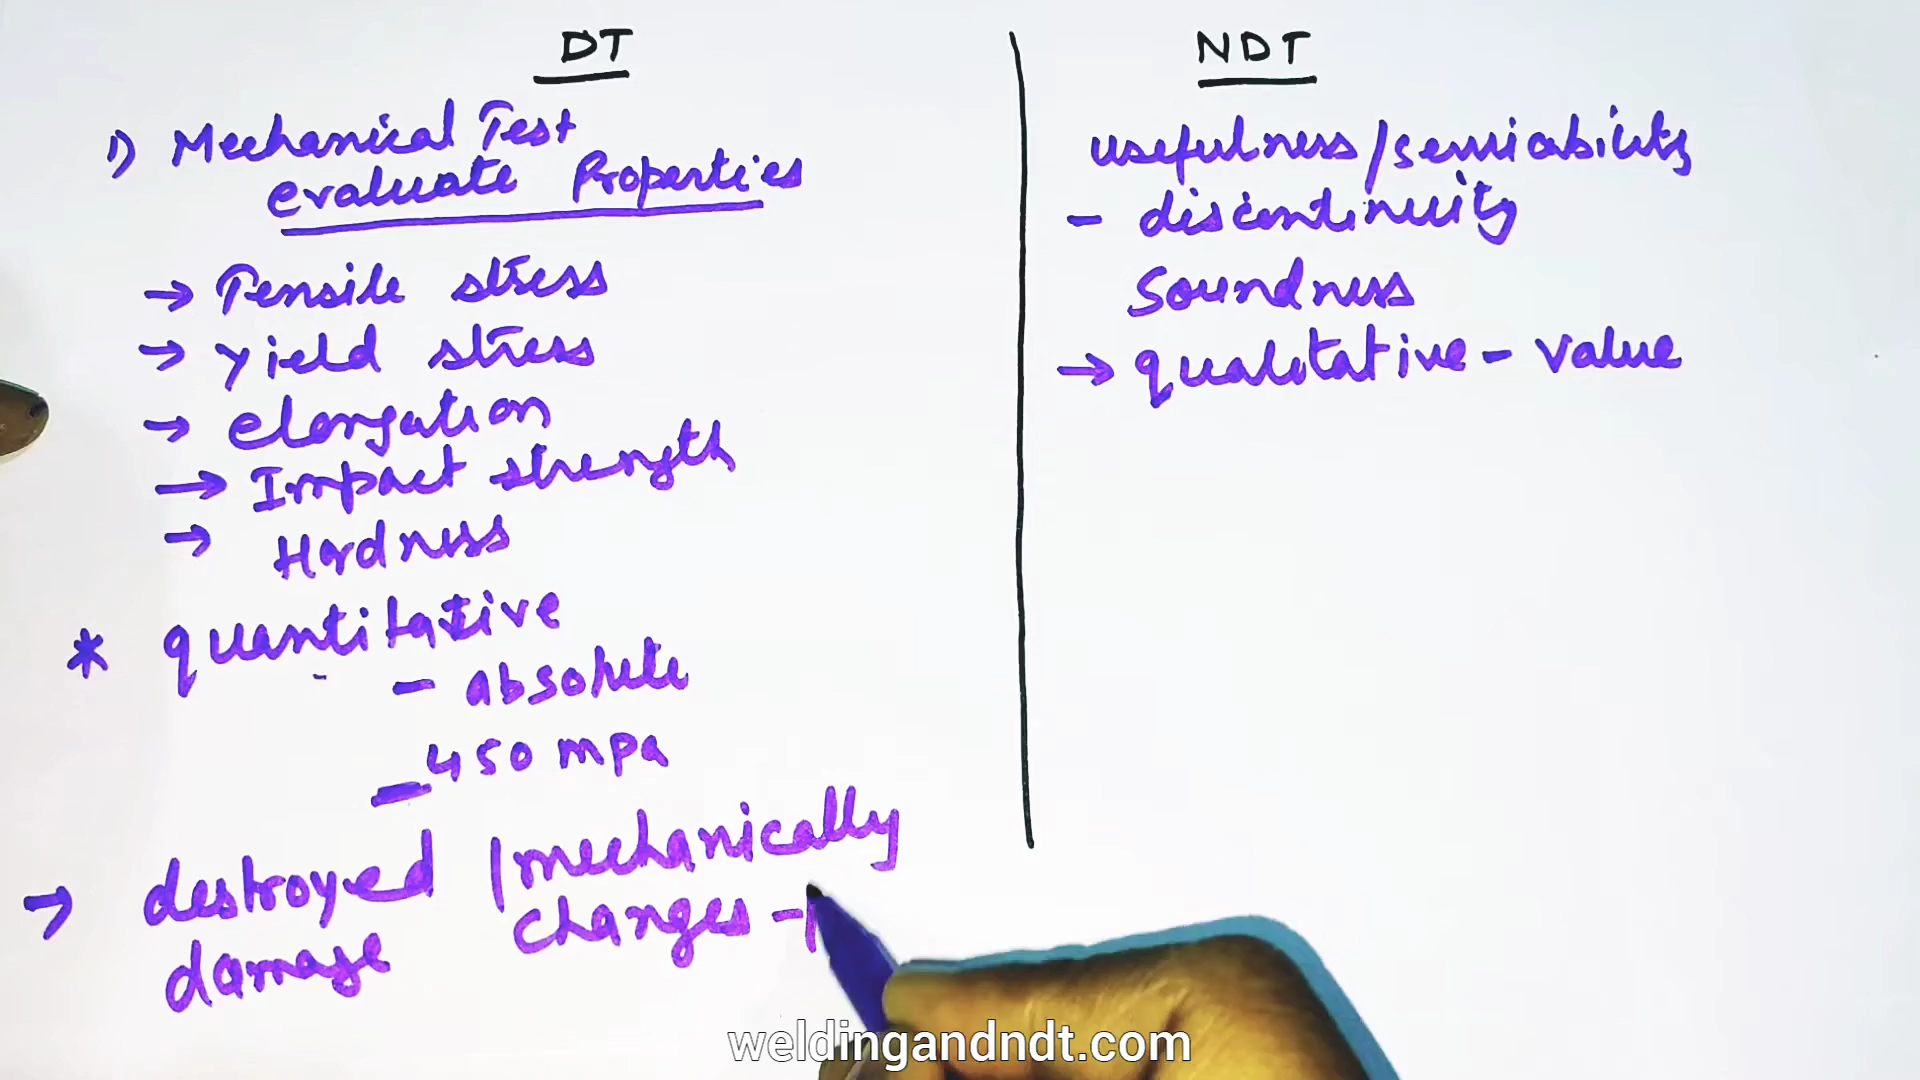 DT
1) Mechanical Test
evaluate Properties
→ Tensile stress
→ yield stress
→ elongation
→ Impact strength
→ Hardness
* quantitative
- absolute
- 450 mpa
→ destroyed / mechanically
damage changes -
NDT
usefulness/serviability
- discontinuity
Soundness
→ qualitative - value
weldingandndt.com